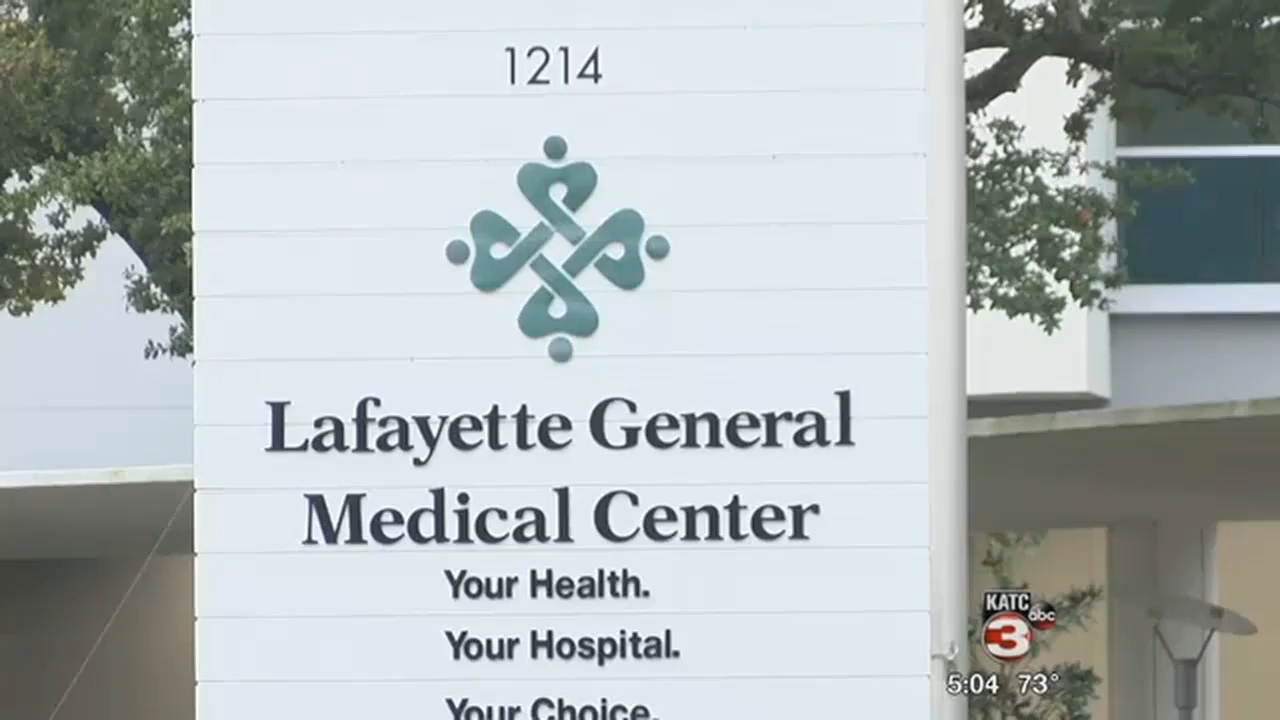 1214
Lafayette General
Medical Center
Your Health.
Your Hospital.
Your Choice.
KATC
abc
3
5:04 73°